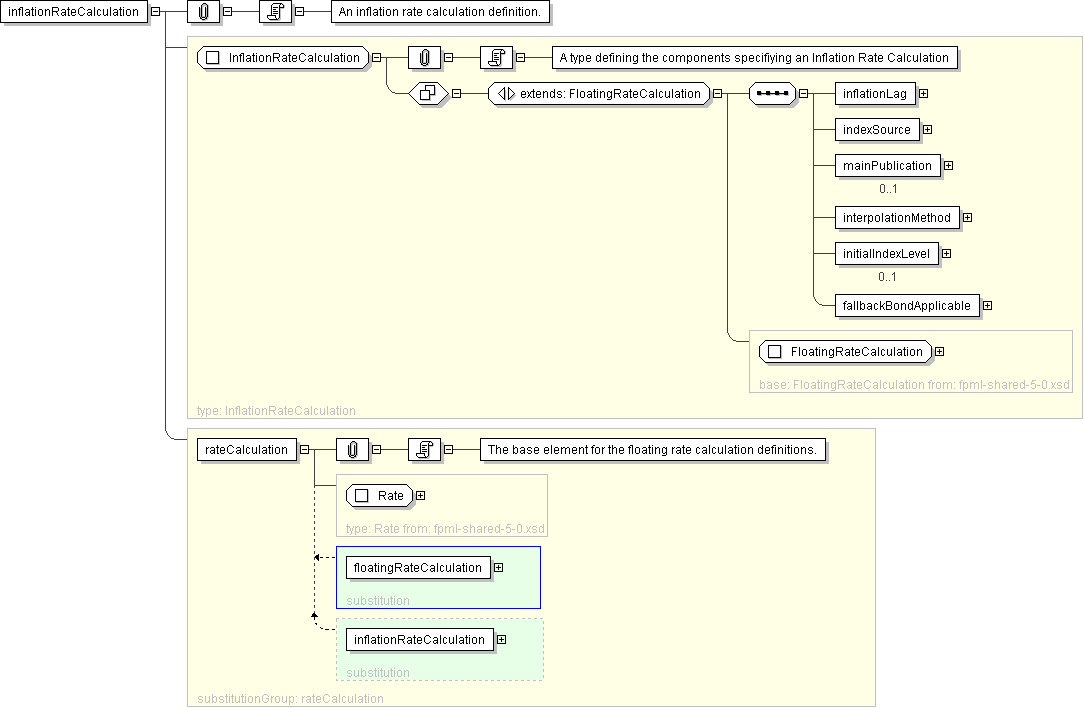 inflationRateCalculation
An inflation rate calculation definition.
InflationRateCalculation
A type defining the components specifiying an Inflation Rate Calculation
extends: FloatingRateCalculation
inflationLag
indexSource
mainPublication
0..1
interpolationMethod
initialIndexLevel
0..1
fallbackBondApplicable
FloatingRateCalculation
base: FloatingRateCalculation from: fpml-shared-5-0.xsd
type: InflationRateCalculation
rateCalculation
The base element for the floating rate calculation definitions.
Rate
type: Rate from: fpml-shared-5-0.xsd
floatingRateCalculation
substitution
inflationRateCalculation
substitution
substitutionGroup: rateCalculation